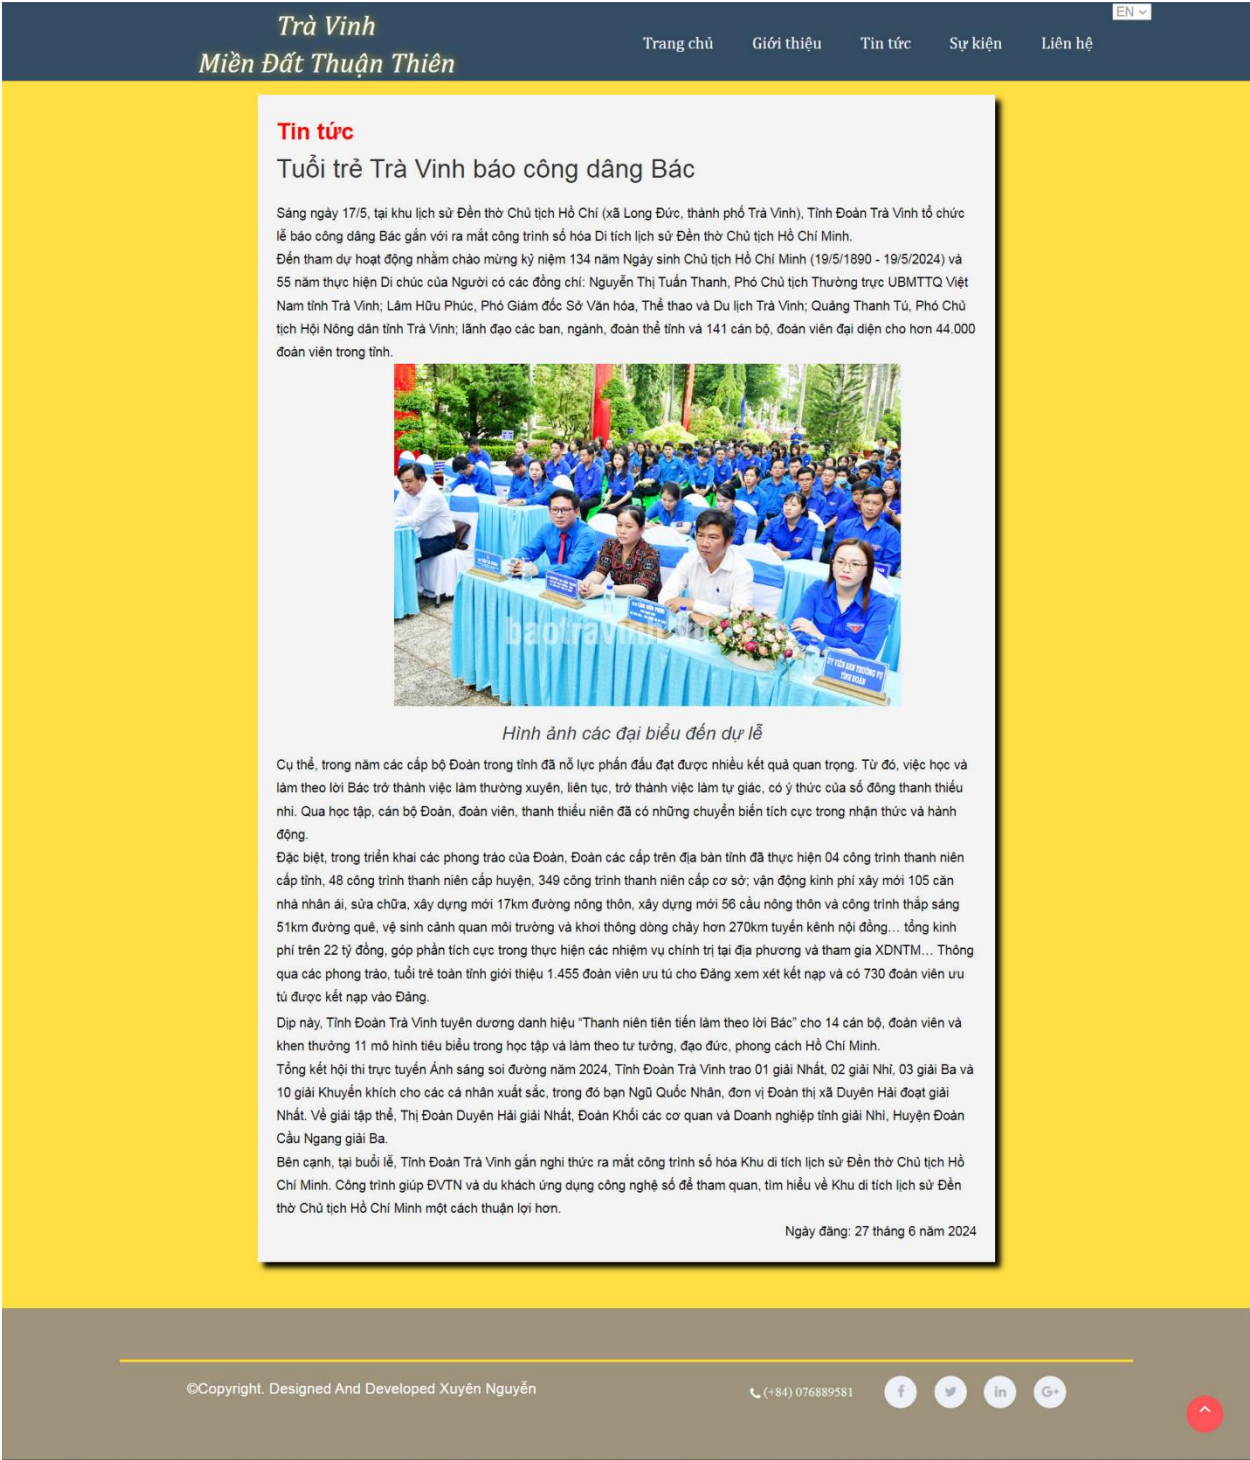 Trà Vinh
Miền Đất Thuận Thiên
Trang chủ Giới thiệu Tin tức Sự kiện Liên hệ
EN
Tin tức
Tuổi trẻ Trà Vinh báo công dâng Bác
Sáng ngày 17/5, tại khu lịch sử Đền thờ Chủ tịch Hồ Chí (xã Long Đức, thành phố Trà Vinh), Tỉnh Đoàn Trà Vinh tổ chức
lễ báo công dâng Bác gắn với ra mắt công trình số hóa Di tích lịch sử Đền thờ Chủ tịch Hồ Chí Minh.
Đến tham dự hoạt động nhằm chào mừng kỷ niệm 134 năm Ngày sinh Chủ tịch Hồ Chí Minh (19/5/1890 - 19/5/2024) và
55 năm thực hiện Di chúc của Người có các đồng chí: Nguyễn Thị Tuấn Thanh, Phó Chủ tịch Thường trực UBMTTQ Việt
Nam tỉnh Trà Vinh; Lâm Hữu Phúc, Phó Giám đốc Sở Văn hóa, Thể thao và Du lịch Trà Vinh; Quảng Thanh Tú, Phó Chủ
tịch Hội Nông dân tỉnh Trà Vinh; lãnh đạo các ban, ngành, đoàn thể tỉnh và 141 cán bộ, đoàn viên đại diện cho hơn 44.000
đoàn viên trong tỉnh.
ỦY VIÊN BAN THƯỜNG VỤ
TỈNH ĐOÀN
Hình ảnh các đại biểu đến dự lễ
Cụ thể, trong năm các cấp bộ Đoàn trong tỉnh đã nỗ lực phấn đấu đạt được nhiều kết quả quan trọng. Từ đó, việc học và
làm theo lời Bác trở thành việc làm thường xuyên, liên tục, trở thành việc làm tự giác, có ý thức của số đông thanh thiếu
nhi. Qua học tập, cán bộ Đoàn, đoàn viên, thanh thiếu niên đã có những chuyển biến tích cực trong nhận thức và hành
động.
Đặc biệt, trong triển khai các phong trào của Đoàn, Đoàn các cấp trên địa bàn tỉnh đã thực hiện 04 công trình thanh niên
cấp tỉnh, 48 công trình thanh niên cấp huyện, 349 công trình thanh niên cấp cơ sở; vận động kinh phí xây mới 105 căn
nhà nhân ái, sửa chữa, xây dựng mới 17km đường nông thôn, xây dựng mới 56 cầu nông thôn và công trình thắp sáng
51km đường quê, vệ sinh cảnh quan môi trường và khơi thông dòng chảy hơn 270km tuyến kênh nội đồng… tổng kinh
phí trên 22 tỷ đồng, góp phần tích cực trong thực hiện các nhiệm vụ chính trị tại địa phương và tham gia XDNTM… Thông
qua các phong trào, tuổi trẻ toàn tỉnh giới thiệu 1.455 đoàn viên ưu tú cho Đảng xem xét kết nạp và có 730 đoàn viên ưu
tú được kết nạp vào Đảng.
Dịp này, Tỉnh Đoàn Trà Vinh tuyên dương danh hiệu “Thanh niên tiên tiến làm theo lời Bác” cho 14 cán bộ, đoàn viên và
khen thưởng 11 mô hình tiêu biểu trong học tập và làm theo tư tưởng, đạo đức, phong cách Hồ Chí Minh.
Tổng kết hội thi trực tuyến Ánh sáng soi đường năm 2024, Tỉnh Đoàn Trà Vinh trao 01 giải Nhất, 02 giải Nhí, 03 giải Ba và
10 giải Khuyến khích cho các cá nhân xuất sắc, trong đó bạn Ngũ Quốc Nhân, đơn vị Đoàn thị xã Duyên Hải đoạt giải
Nhất. Về giải tập thể, Thị Đoàn Duyên Hải giải Nhất, Đoàn Khối các cơ quan và Doanh nghiệp tỉnh giải Nhì, Huyện Đoàn
Cầu Ngang giải Ba.
Bên cạnh, tại buổi lễ, Tỉnh Đoàn Trà Vinh gắn nghi thức ra mắt công trình số hóa Khu di tích lịch sử Đền thờ Chủ tịch Hồ
Chí Minh. Công trình giúp ĐVTN và du khách ứng dụng công nghệ số để tham quan, tìm hiểu về Khu di tích lịch sử Đền
thờ Chủ tịch Hồ Chí Minh một cách thuận lợi hơn.
Ngày đăng: 27 tháng 6 năm 2024
©Copyright. Designed And Developed Xuyên Nguyễn
(+84) 076889581
f in G+